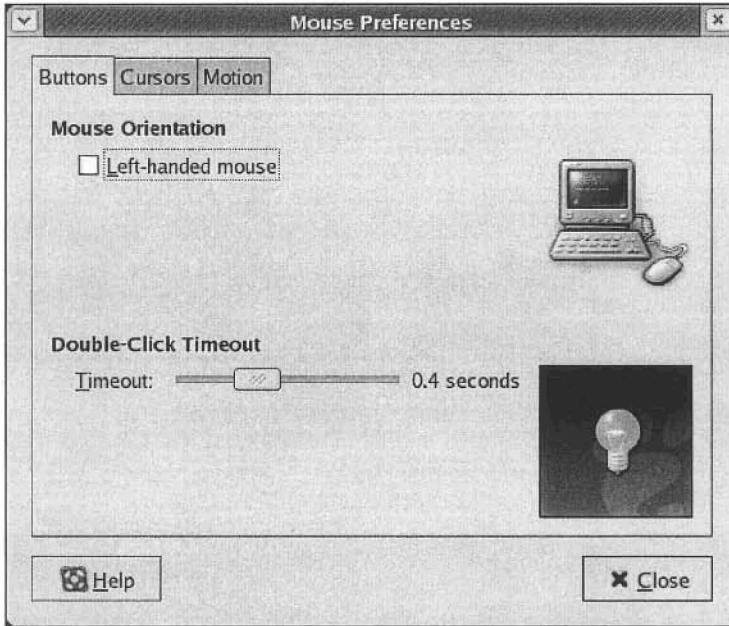 Mouse Preferences
Buttons Cursors Motion
Mouse Orientation
Left-handed mouse
Double-Click Timeout
Timeout: 0.4 seconds
Help Close